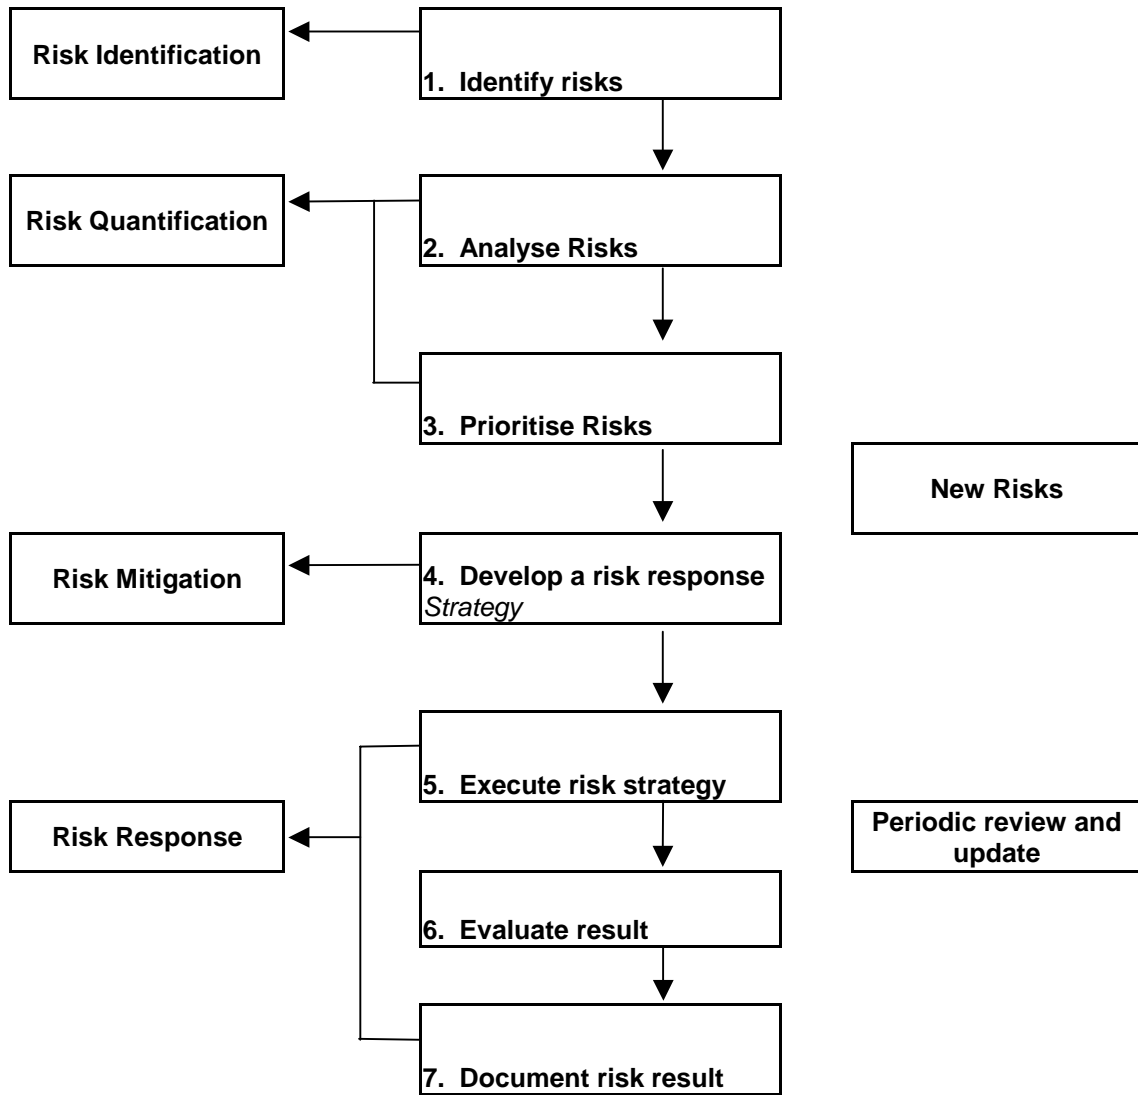 Risk Identification
1. Identify risks
Risk Quantification
2. Analyse Risks
3. Prioritise Risks
New Risks
Risk Mitigation
4. Develop a risk response
Strategy
5. Execute risk strategy
Risk Response
Periodic review and
update
6. Evaluate result
7. Document risk result